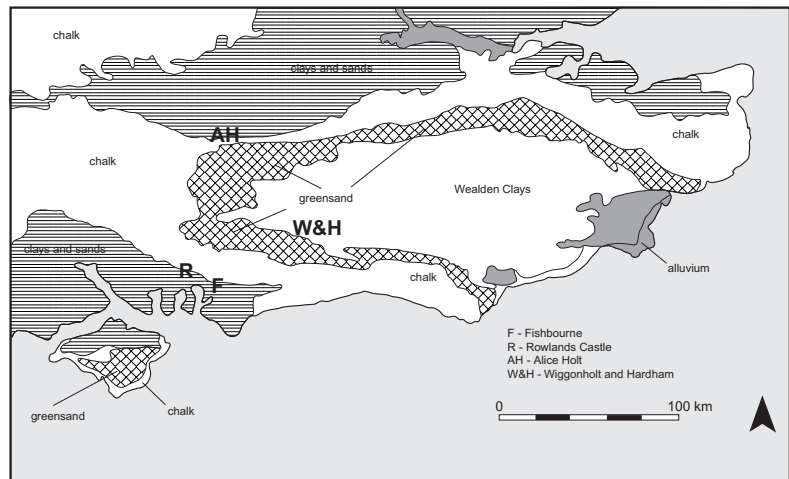 chalk
clays and sands
AH
chalk
chalk
greensand
Wealden Clays
W&H
clays and sands
R
F
chalk
alluvium
F - Fishbourne
R - Rowlands Castle
AH - Alice Holt
W&H - Wiggonholt and Hardham
0 100 km
chalk
greensand